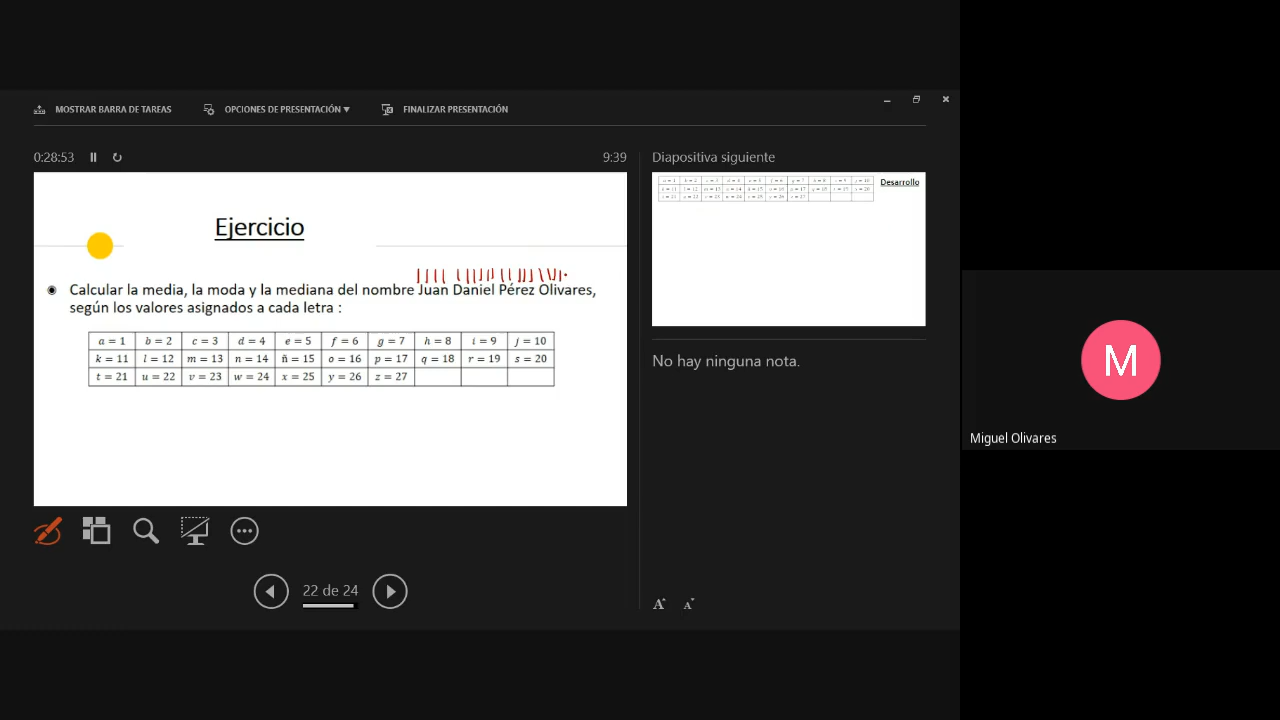 MOSTRAR BARRA DE TAREAS OPCIONES DE PRESENTACIÓN ▼ FINALIZAR PRESENTACIÓN
0:28:53 9:39
Ejercicio
Calcular la media, la moda y la mediana del nombre Juan Daniel Pérez Olivares,
según los valores asignados a cada letra :
a = 1 b = 2 c = 3 d = 4 e = 5 f = 6 g = 7 h = 8 i = 9 j = 10
k = 11 l = 12 m = 13 n = 14 ñ = 15 o = 16 p = 17 q = 18 r = 19 s = 20
t = 21 u = 22 v = 23 w = 24 x = 25 y = 26 z = 27
22 de 24
Diapositiva siguiente
Desarrollo
No hay ninguna nota.
A A
M
Miguel Olivares